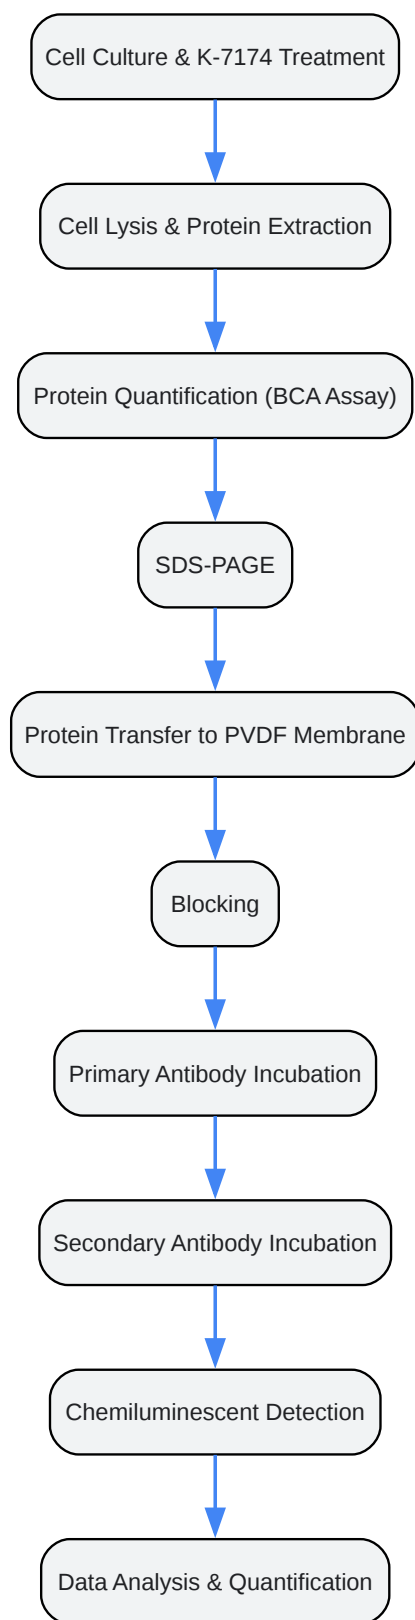 Cell Culture & K-7174 Treatment
Cell Lysis & Protein Extraction
Protein Quantification (BCA Assay)
SDS-PAGE
Protein Transfer to PVDF Membrane
Blocking
Primary Antibody Incubation
Secondary Antibody Incubation
Chemiluminescent Detection
Data Analysis & Quantification